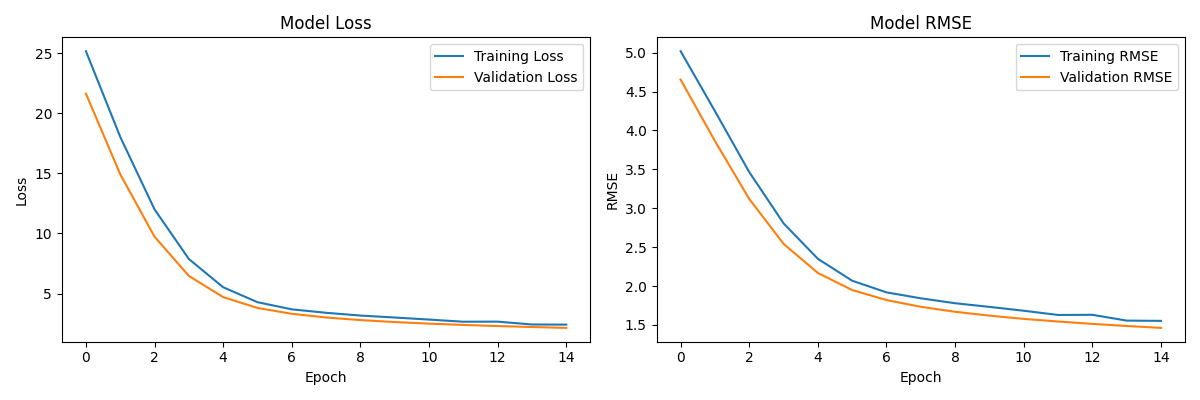 Model Loss
Training Loss
Validation Loss
25
20
15
10
5
Loss
0 2 4 6 8 10 12 14
Epoch
Model RMSE
Training RMSE
Validation RMSE
5.0
4.5
4.0
3.5
3.0
2.5
2.0
1.5
RMSE
0 2 4 6 8 10 12 14
Epoch